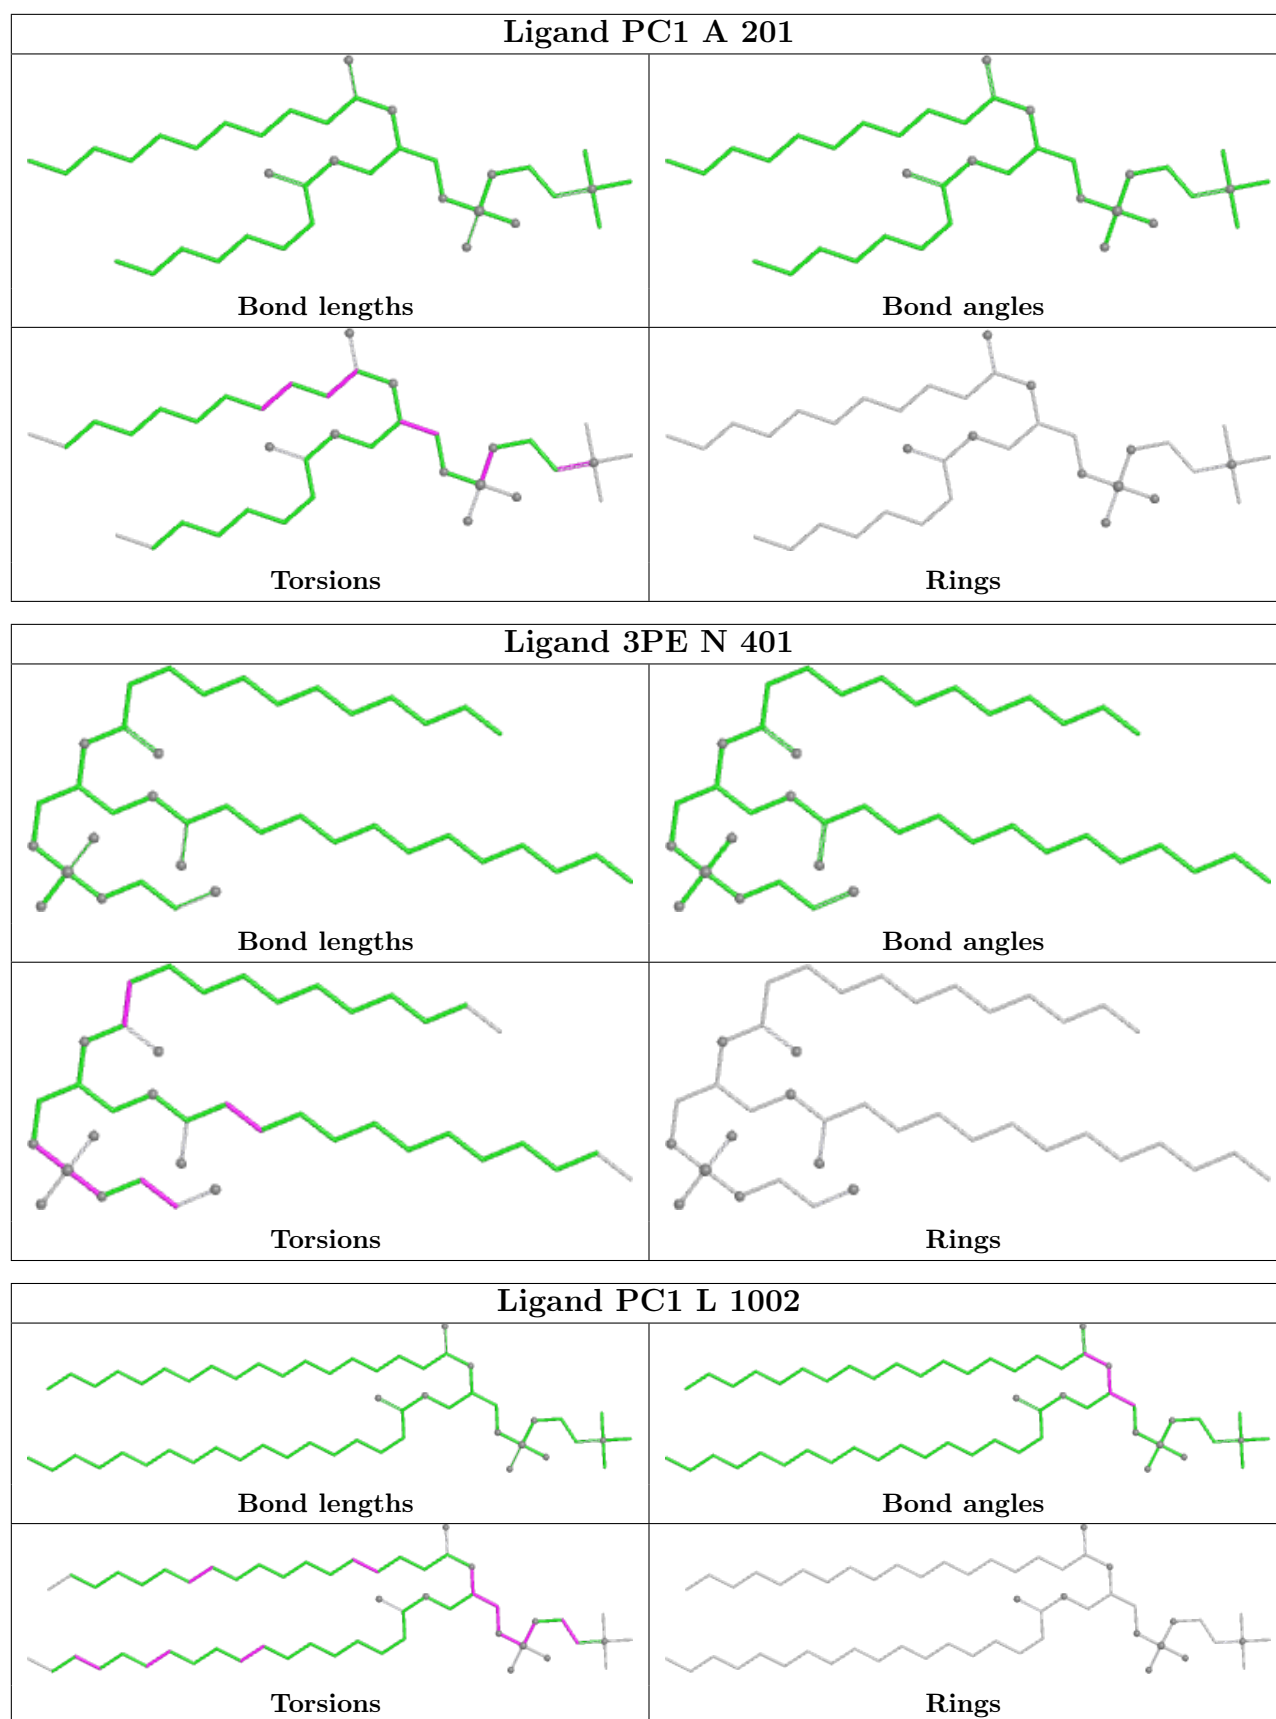 Ligand PC1 A 201
Bond lengths
Bond angles
Torsions
Rings
Ligand 3PE N 401
Bond lengths
Bond angles
Torsions
Rings
Ligand PC1 L 1002
Bond lengths
Bond angles
Torsions
Rings